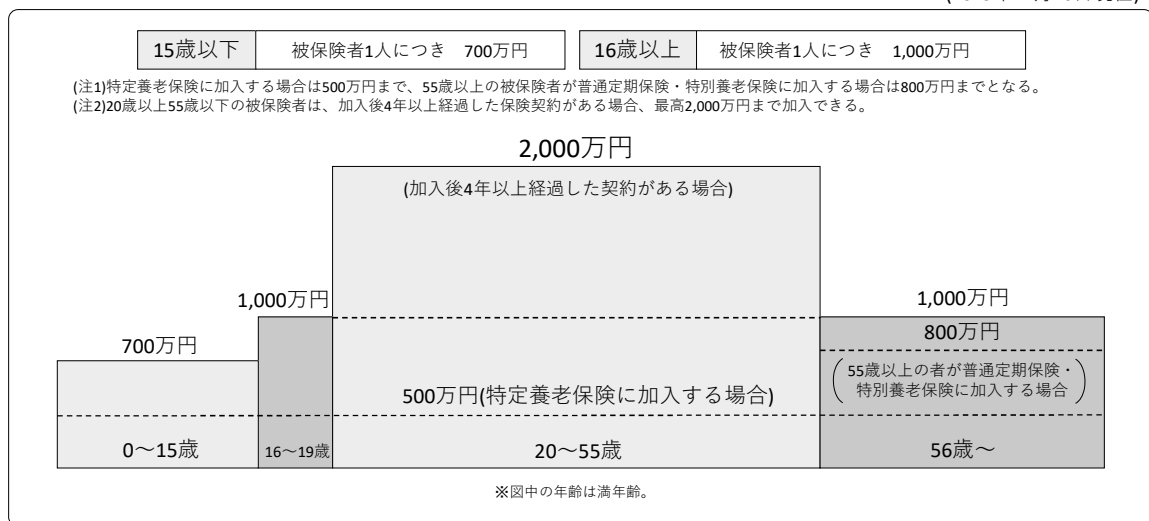 15歳以下 被保険者1人につき 700万円 16歳以上 被保険者1人につき 1,000万円
(注1)特定養老保険に加入する場合は500万円まで、55歳以上の被保険者が普通定期保険・特別養老保険に加入する場合は800万円までとなる。
(注2)20歳以上55歳以下の被保険者は、加入後4年以上経過した保険契約がある場合、最高2,000万円まで加入できる。
2,000万円
(加入後4年以上経過した契約がある場合)
1,000万円
1,000万円
700万円
800万円
55歳以上の者が普通定期保険・
特別養老保険に加入する場合
500万円(特定養老保険に加入する場合)
0～15歳
16～19歳
20～55歳
56歳～
※図中の年齢は満年齢。